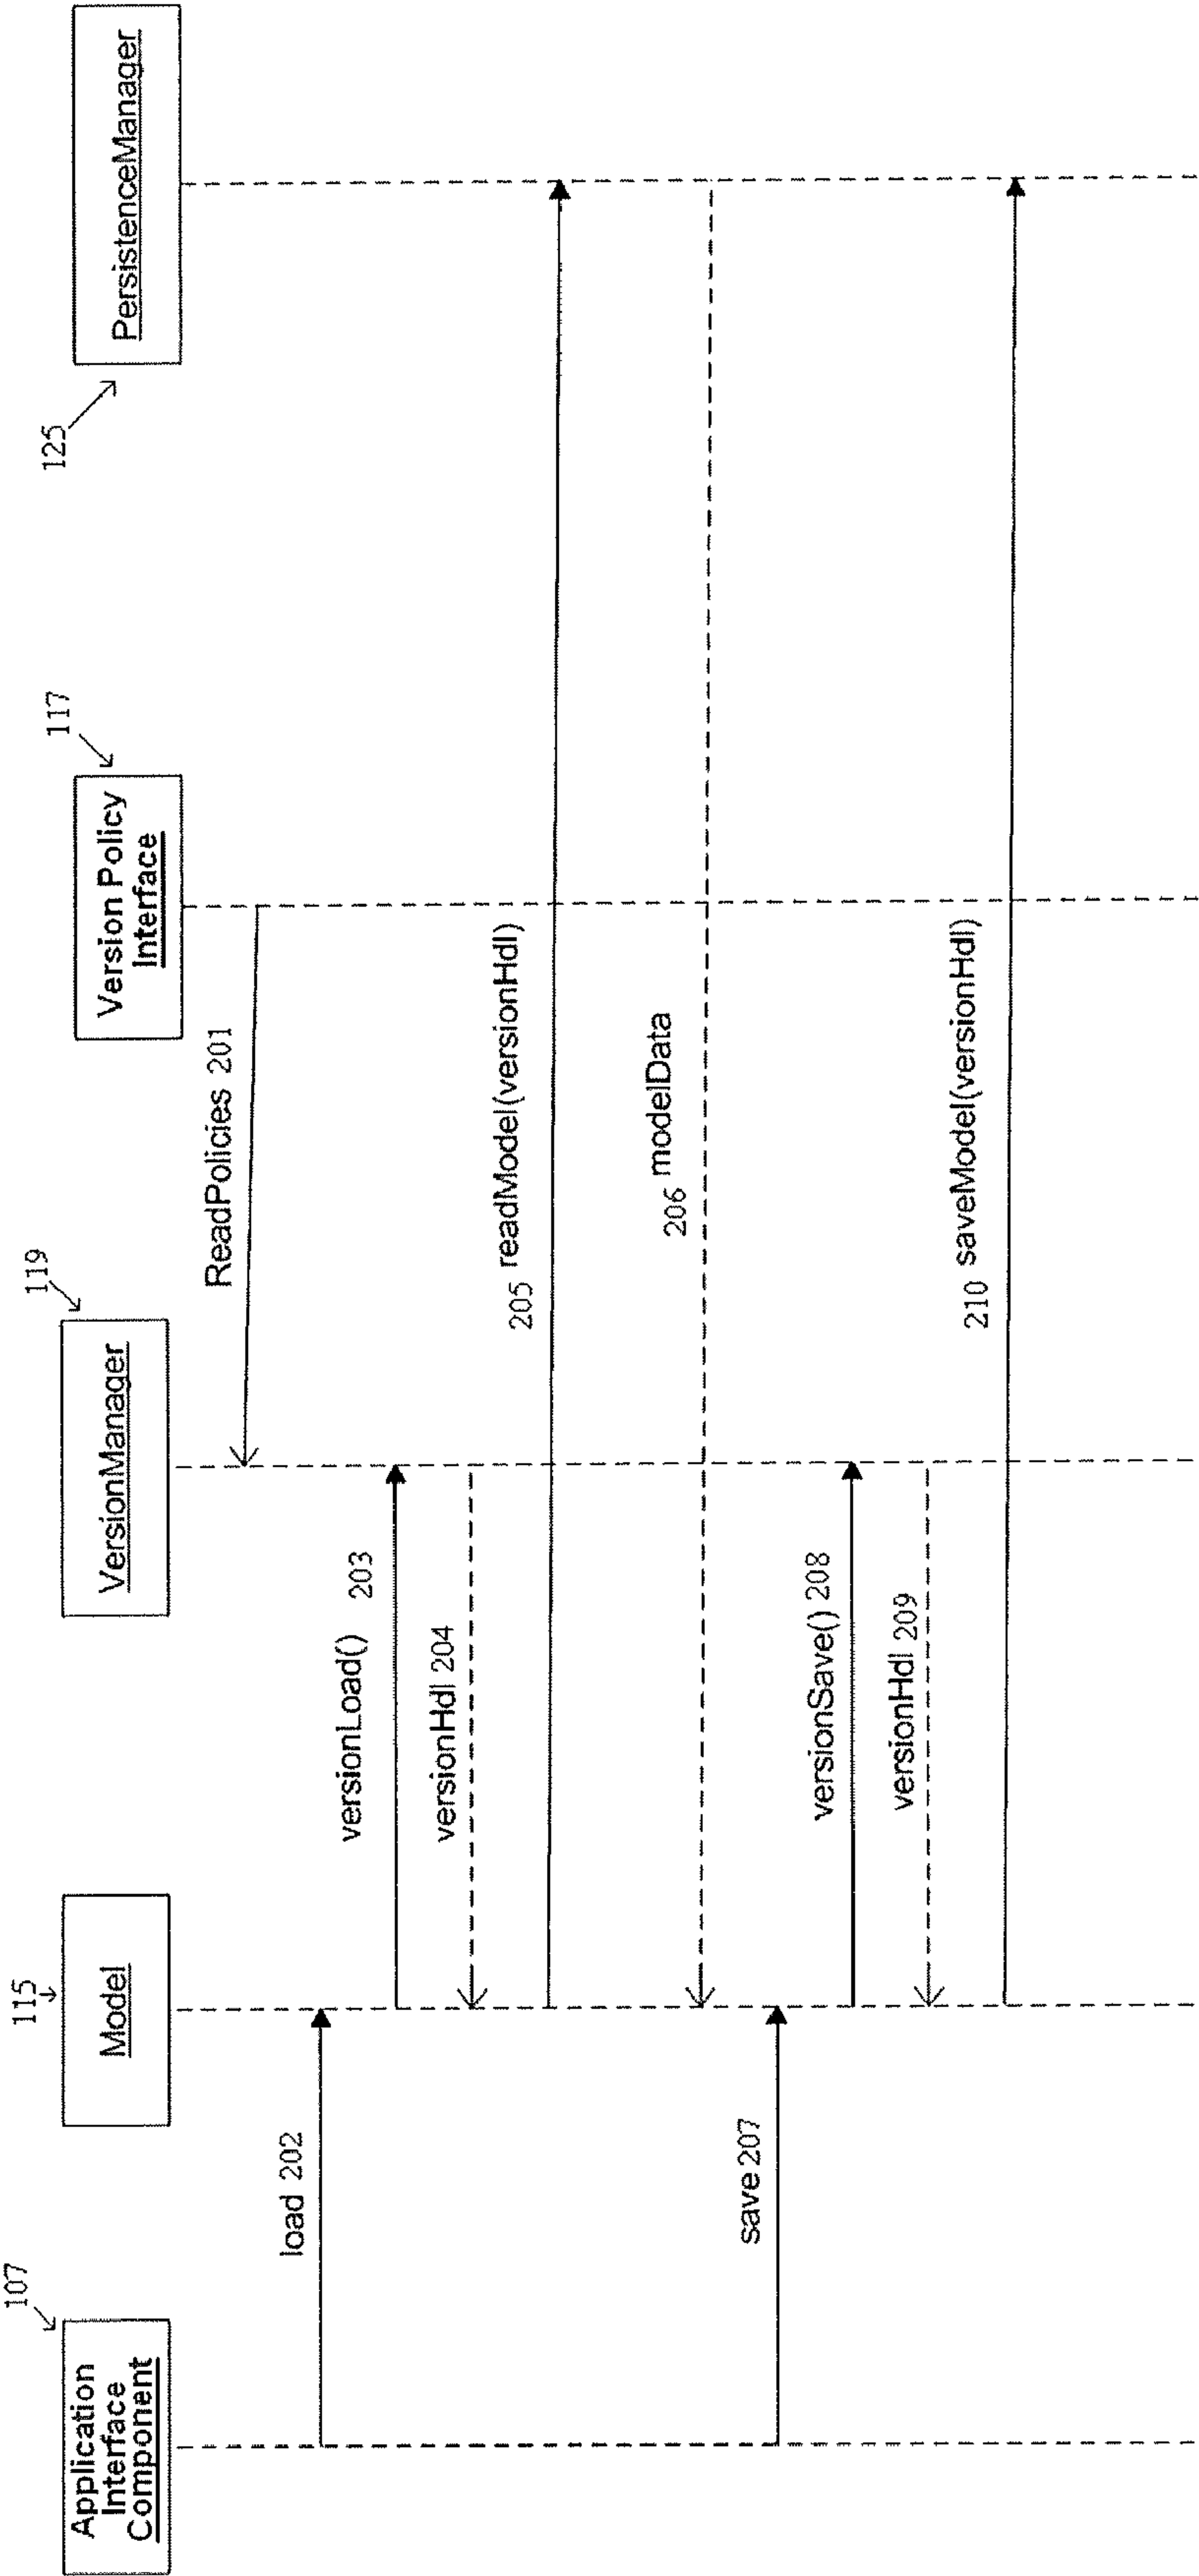 107
Application
Interface
Component
115
Model
119
VersionManager
117
Version Policy
Interface
125
PersistenceManager
ReadPolicies 201
load 202
versionLoad() 203
versionHdl 204
205 readModel(versionHdl)
206 modelData
save 207
versionSave() 208
versionHdl 209
210 saveModel(versionHdl)